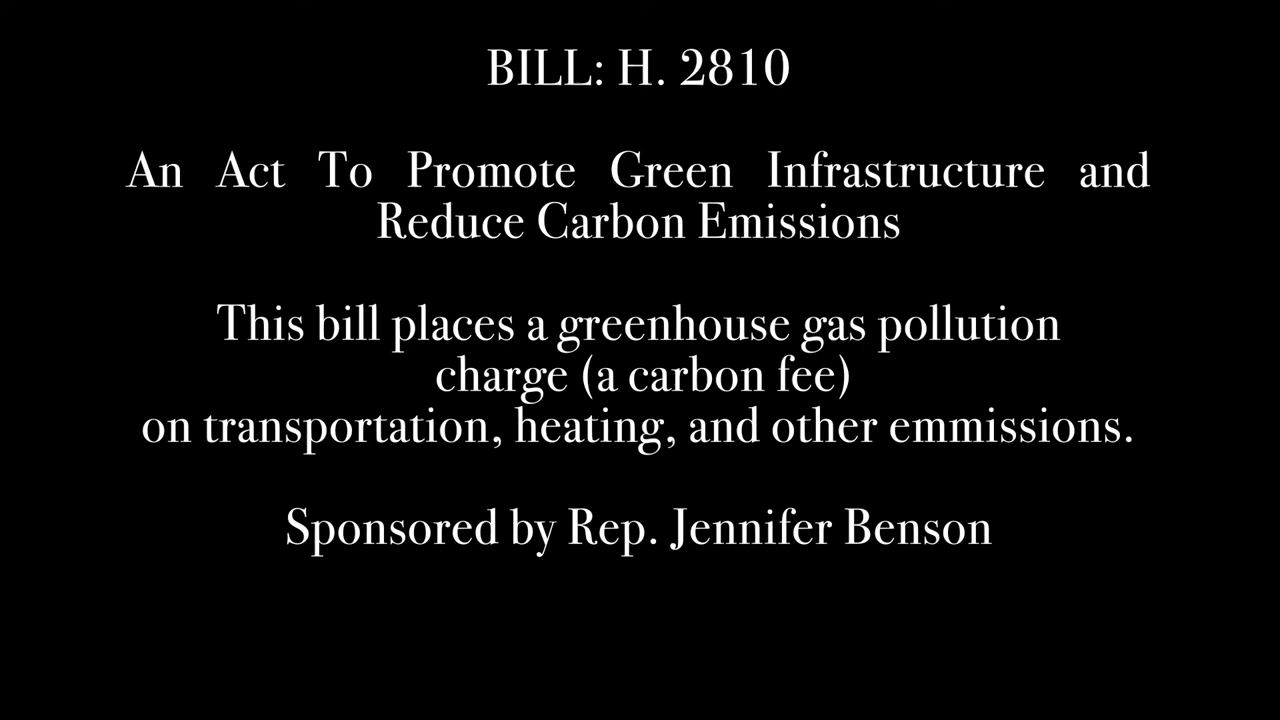 BILL: H. 2810
An Act To Promote Green Infrastructure and
Reduce Carbon Emissions
This bill places a greenhouse gas pollution
charge (a carbon fee)
on transportation, heating, and other emmissions.
Sponsored by Rep. Jennifer Benson